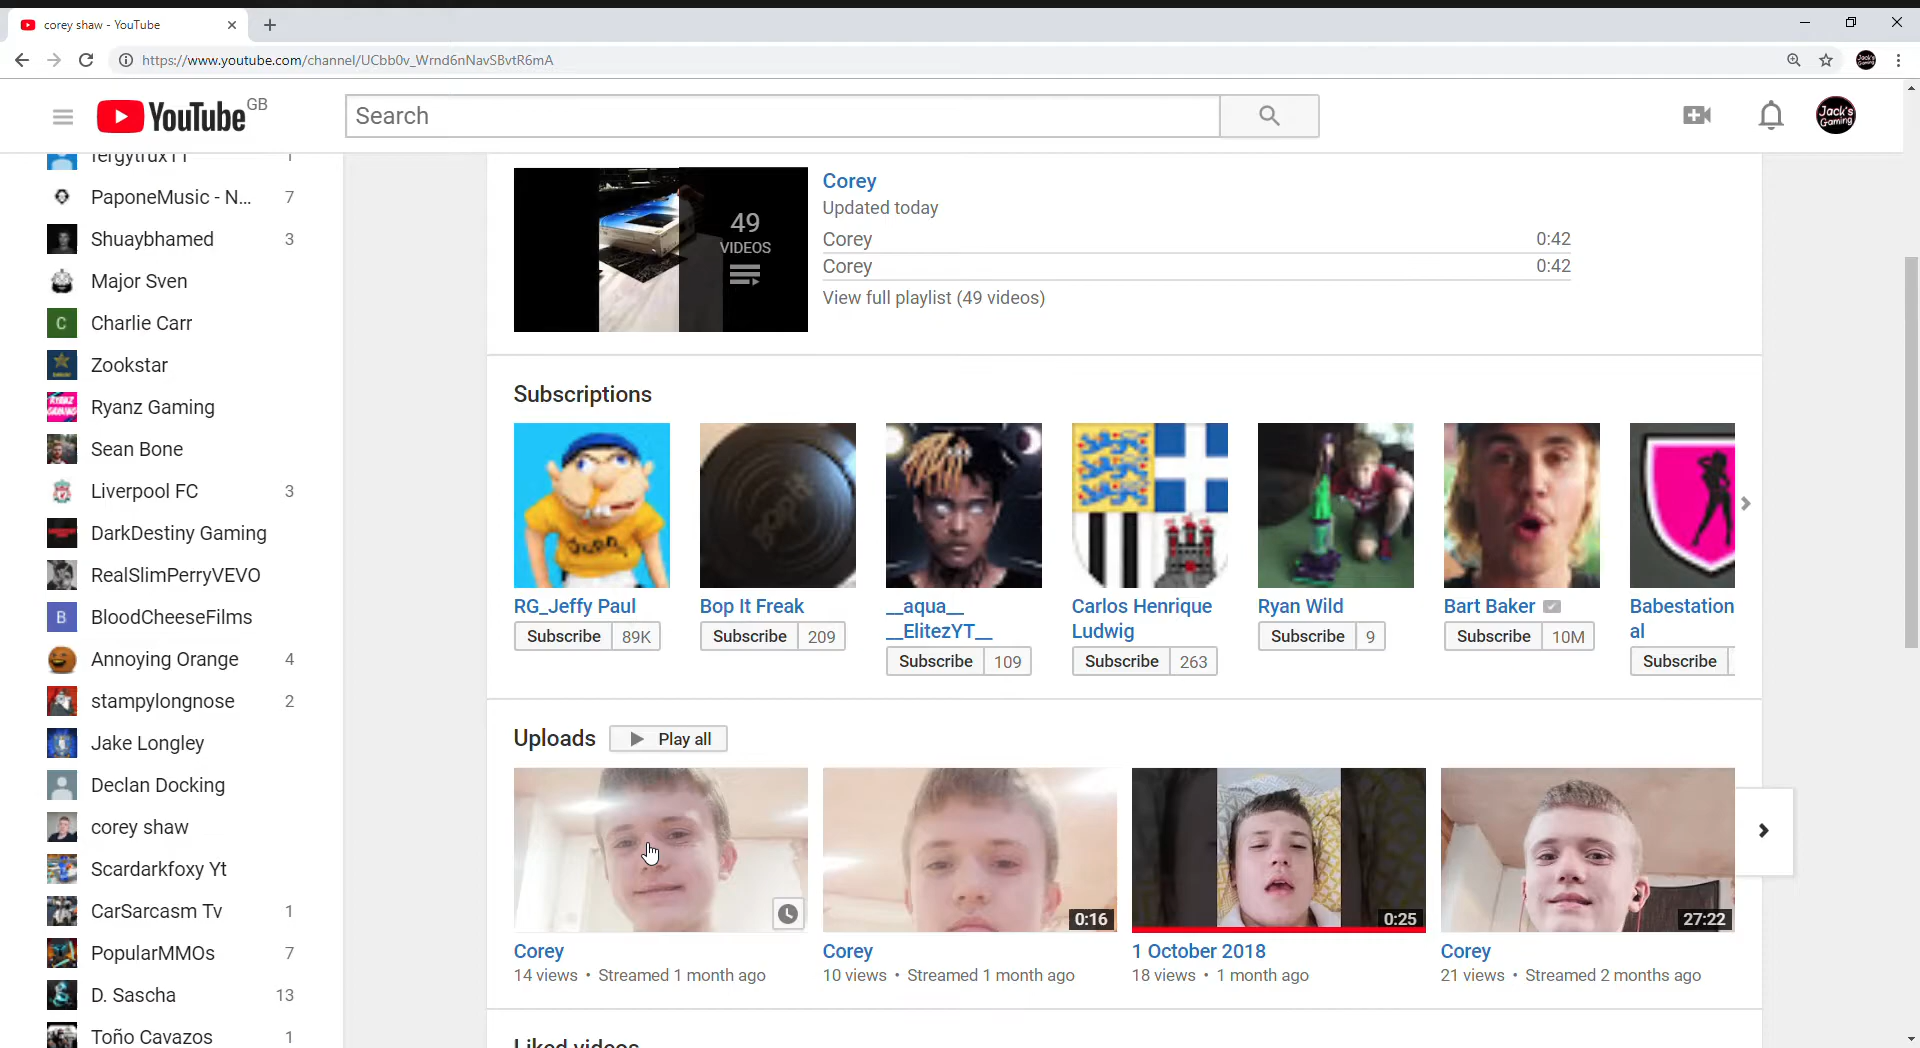 corey shaw - YouTube
https://www.youtube.com/channel/UCbb0v_Wrnd6nNavSBvtR6mA
YouTube GB
Search
Jack's Gaming
fergytrux11 1
PaponeMusic - N... 7
Shuaybhamed 3
Major Sven
C Charlie Carr
Zookstar
Ryanz Gaming
Sean Bone
Liverpool FC 3
DarkDestiny Gaming
RealSlimPerryVEVO
B BloodCheeseFilms
Annoying Orange 4
stampylongnose 2
Jake Longley
Declan Docking
corey shaw
Scardarkfoxy Yt
CarSarcasm Tv 1
PopularMMOs 7
D. Sascha 13
Toño Cavazos 1
49
VIDEOS
Corey
Updated today
Corey 0:42
Corey 0:42
View full playlist (49 videos)
Subscriptions
RG_Jeffy Paul
Subscribe 89K
Bop It Freak
Subscribe 209
__aqua__
__ElitezYT__
Subscribe 109
Carlos Henrique
Ludwig
Subscribe 263
Ryan Wild
Subscribe 9
Bart Baker
Subscribe 10M
Babestation
al
Subscribe
Uploads Play all
Corey
14 views • Streamed 1 month ago
0:16
Corey
10 views • Streamed 1 month ago
0:25
1 October 2018
18 views • 1 month ago
27:22
Corey
21 views • Streamed 2 months ago
Liked videos